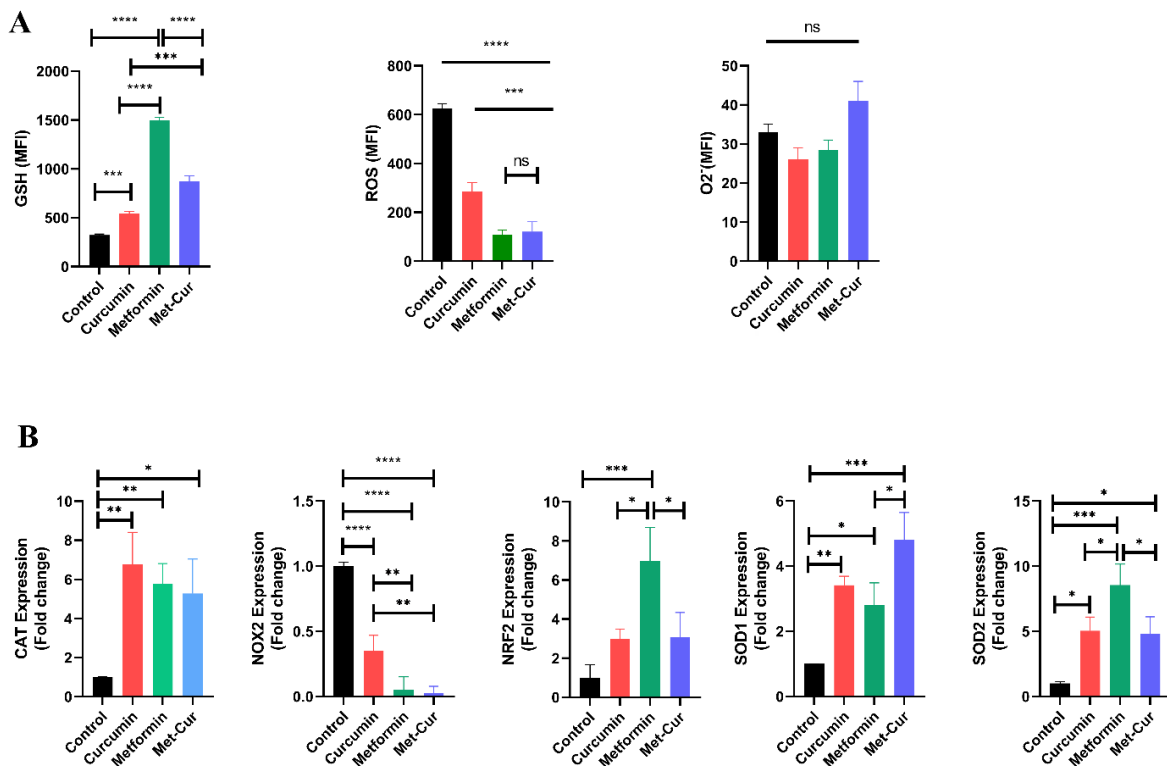 A
**** ****
***
****
***
2000
1500
1000
500
0
GSH (MFI)
Control
Curcumin
Metformin
Met-Cur
****
***
ns
800
600
400
200
0
ROS (MFI)
Control
Curcumin
Metformin
Met-Cur
ns
50
40
30
20
10
0
O2-(MFI)
Control
Curcumin
Metformin
Met-Cur
B
*
**
**
10
8
6
4
2
0
CAT Expression
(Fold change)
Control
Curcumin
Metformin
Met-Cur
****
****
****
**
**
1.5
1.0
0.5
0.0
NOX2 Expression
(Fold change)
Control
Curcumin
Metformin
Met-Cur
***
* *
10
8
6
4
2
0
NRF2 Expression
(Fold change)
Control
Curcumin
Metformin
Met-Cur
***
*
*
**
6
4
2
0
SOD1 Expression
(Fold change)
Control
Curcumin
Metformin
Met-Cur
*
***
* *
*
15
10
5
0
SOD2 Expression
(Fold change)
Control
Curcumin
Metformin
Met-Cur